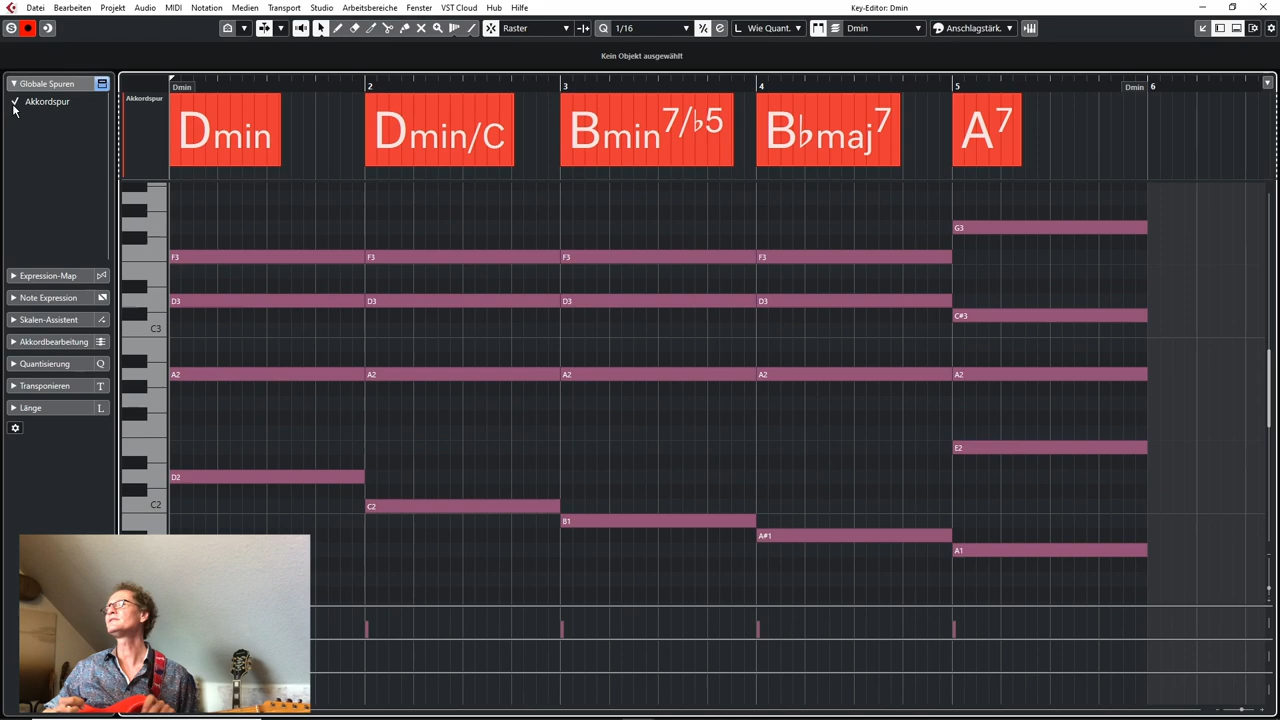 Datei Bearbeiten Projekt Audio MIDI Notation Medien Transport Studio Arbeitsbereiche Fenster VST Cloud Hub Hilfe Key-Editor: Dmin
Raster Q 1/16 L Wie Quant. Dmin Anschlagstärk.
Kein Objekt ausgewählt
Globale Spuren
Akkordspur
Expression-Map
Note Expression
Skalen-Assistent
Akkordbearbeitung
Quantisierung Q
Transponieren T
Länge L
Dmin 2 3 4 5 Dmin 6
Akkordspur
Dmin Dmin/C Bmin7/♭5 B♭maj7 A7
G3
F3 F3 F3 F3
D3 D3 D3 D3
C#3
C3
A2 A2 A2 A2 A2
E2
D2
C2 C2
B1
A#1
A1